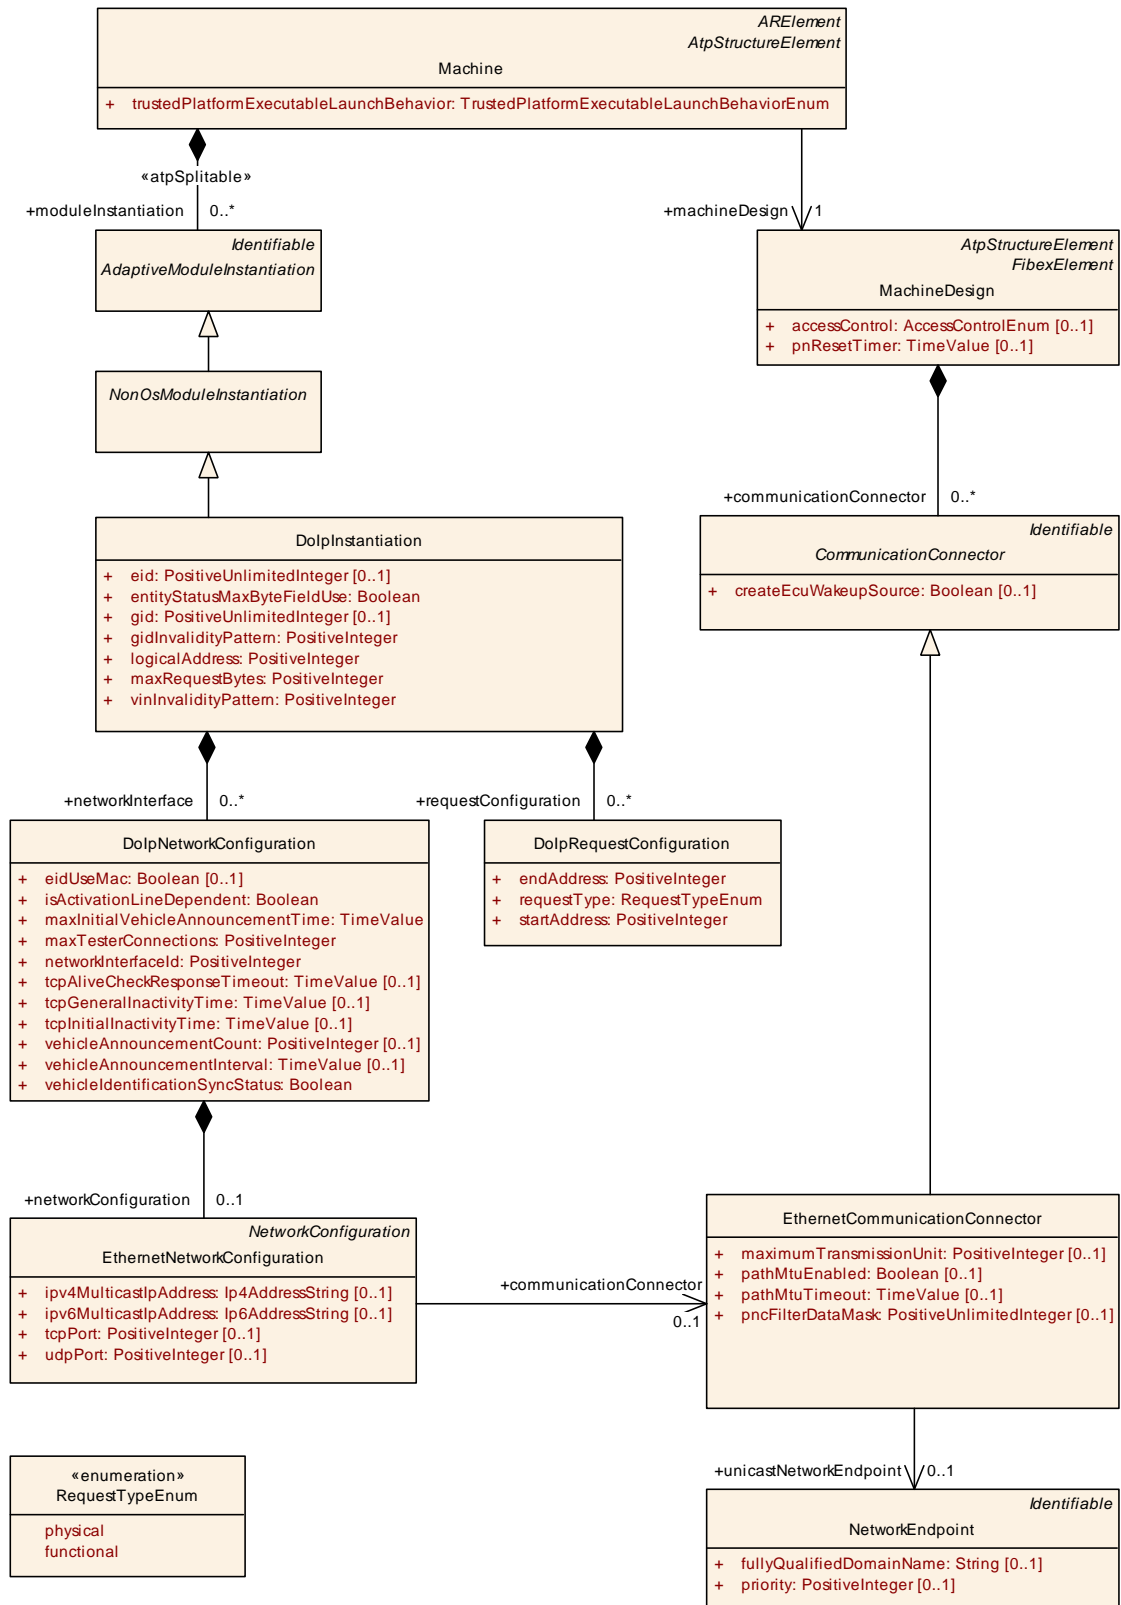 ARElement
AtpStructureElement
Machine
+ trustedPlatformExecutableLaunchBehavior: TrustedPlatformExecutableLaunchBehaviorEnum
«atpSplitable»
+moduleInstantiation 0..*
+machineDesign 1
Identifiable
AdaptiveModuleInstantiation
AtpStructureElement
FibexElement
MachineDesign
+ accessControl: AccessControlEnum [0..1]
+ pnResetTimer: TimeValue [0..1]
NonOsModuleInstantiation
+communicationConnector 0..*
DoIpInstantiation
+ eid: PositiveUnlimitedInteger [0..1]
+ entityStatusMaxByteFieldUse: Boolean
+ gid: PositiveUnlimitedInteger [0..1]
+ gidInvalidityPattern: PositiveInteger
+ logicalAddress: PositiveInteger
+ maxRequestBytes: PositiveInteger
+ vinInvalidityPattern: PositiveInteger
Identifiable
CommunicationConnector
+ createEcuWakeupSource: Boolean [0..1]
+networkInterface 0..*
+requestConfiguration 0..*
DoIpNetworkConfiguration
+ eidUseMac: Boolean [0..1]
+ isActivationLineDependent: Boolean
+ maxInitialVehicleAnnouncementTime: TimeValue
+ maxTesterConnections: PositiveInteger
+ networkInterfaceId: PositiveInteger
+ tcpAliveCheckResponseTimeout: TimeValue [0..1]
+ tcpGeneralInactivityTime: TimeValue [0..1]
+ tcpInitialInactivityTime: TimeValue [0..1]
+ vehicleAnnouncementCount: PositiveInteger [0..1]
+ vehicleAnnouncementInterval: TimeValue [0..1]
+ vehicleIdentificationSyncStatus: Boolean
DoIpRequestConfiguration
+ endAddress: PositiveInteger
+ requestType: RequestTypeEnum
+ startAddress: PositiveInteger
+networkConfiguration 0..1
NetworkConfiguration
EthernetNetworkConfiguration
+ ipv4MulticastIpAddress: Ip4AddressString [0..1]
+ ipv6MulticastIpAddress: Ip6AddressString [0..1]
+ tcpPort: PositiveInteger [0..1]
+ udpPort: PositiveInteger [0..1]
+communicationConnector
0..1
EthernetCommunicationConnector
+ maximumTransmissionUnit: PositiveInteger [0..1]
+ pathMtuEnabled: Boolean [0..1]
+ pathMtuTimeout: TimeValue [0..1]
+ pncFilterDataMask: PositiveUnlimitedInteger [0..1]
+unicastNetworkEndpoint 0..1
«enumeration»
RequestTypeEnum
physical
functional
Identifiable
NetworkEndpoint
+ fullyQualifiedDomainName: String [0..1]
+ priority: PositiveInteger [0..1]